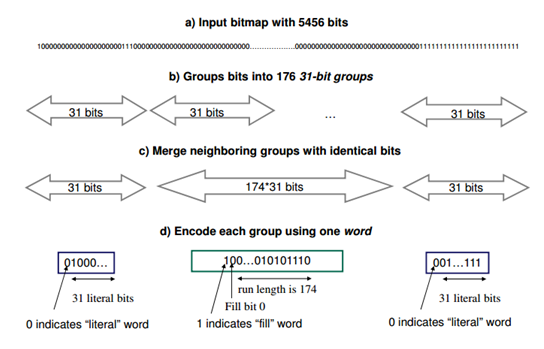 a) Input bitmap with 5456 bits
b) Groups bits into 176 31-bit groups
31 bits
31 bits
...
31 bits
c) Merge neighboring groups with identical bits
31 bits
174*31 bits
31 bits
d) Encode each group using one word
01000...
100...010101110
001...111
31 literal bits
run length is 174
31 literal bits
Fill bit 0
0 indicates “literal” word
1 indicates “fill” word
0 indicates “literal” word